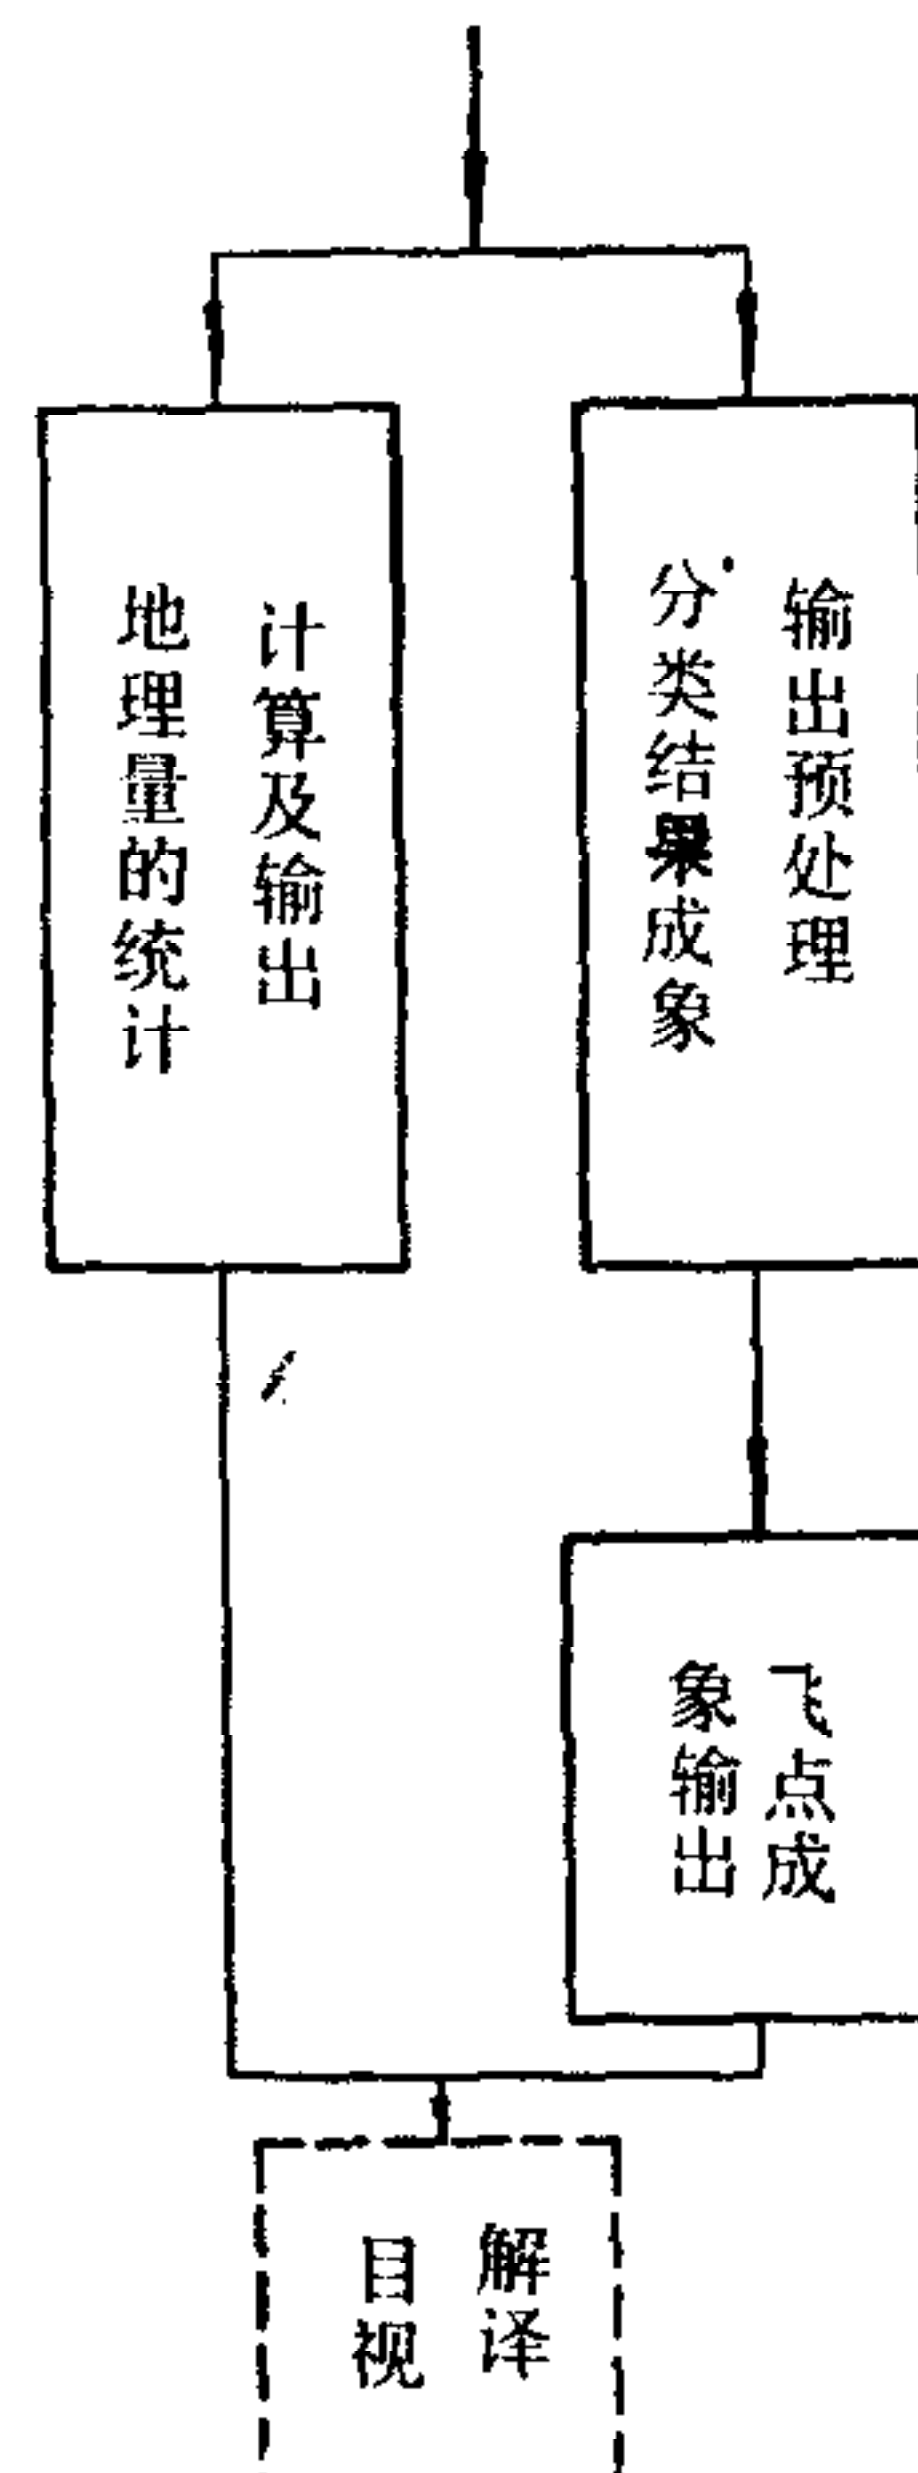 地理量的统计
计算及输出
分类结果成象
输出预处理
飞点成
象输出
目视
解译